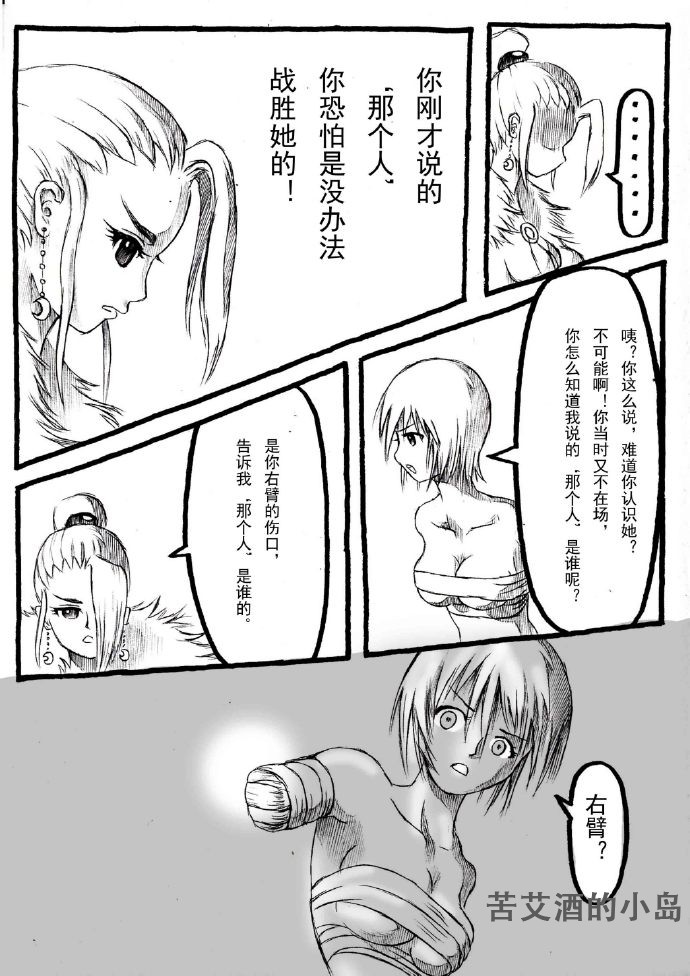 .......
你刚才说的
“那个人”
你恐怕是没办法
战胜她的！
咦？你这么说，难道你认识她？
不可能啊！你当时又不在场，
你怎么知道我说的“那个人”是谁呢？
是你右臂的伤口，
告诉我“那个人”是谁的。
右臂？
苦艾酒的小岛